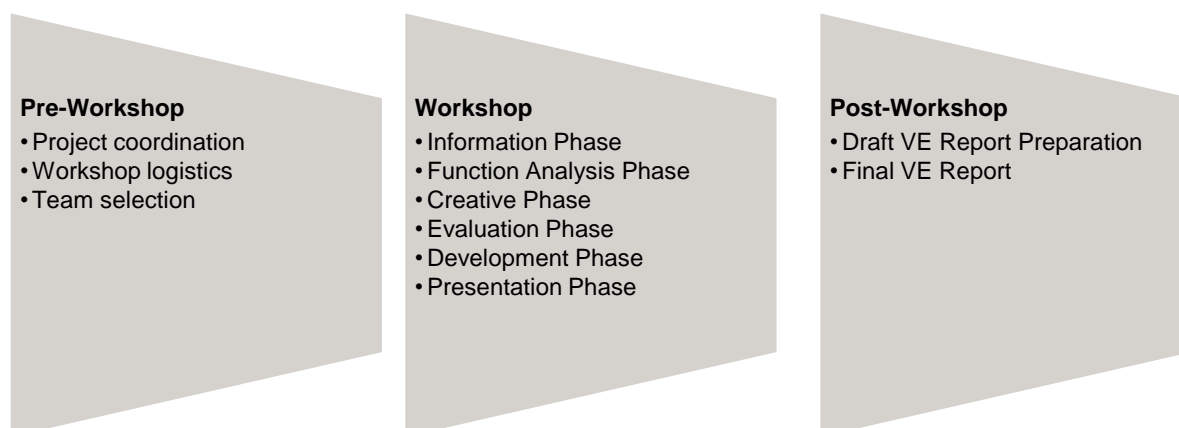 Pre-Workshop
• Project coordination
• Workshop logistics
• Team selection
Workshop
• Information Phase
• Function Analysis Phase
• Creative Phase
• Evaluation Phase
• Development Phase
• Presentation Phase
Post-Workshop
• Draft VE Report Preparation
• Final VE Report